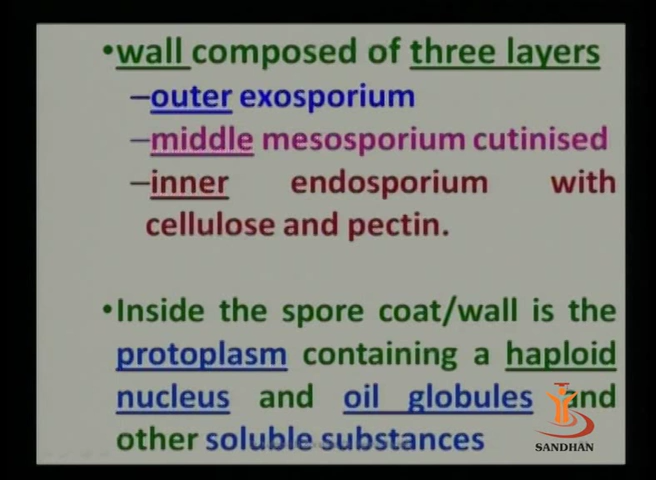 •wall composed of three layers
–outer exosporium
–middle mesosporium cutinised
–inner endosporium with
cellulose and pectin.
•Inside the spore coat/wall is the
protoplasm containing a haploid
nucleus and oil globules and
other soluble substances
SANDHAN